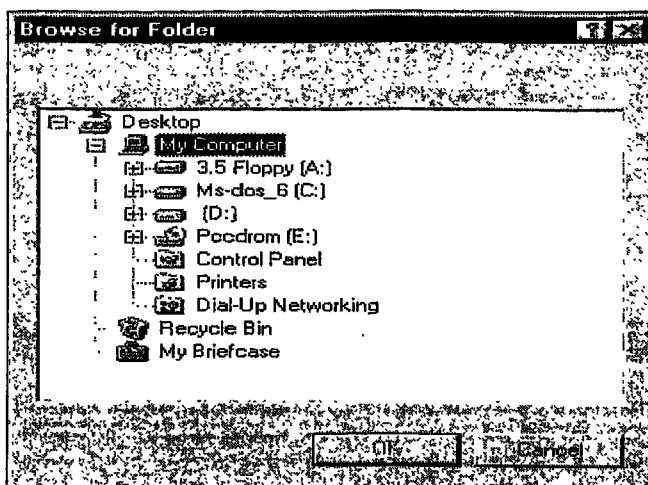 Browse for Folder
Desktop
My Computer
3.5 Floppy (A:)
Ms-dos_6 (C:)
(D:)
Pccdrom (E:)
Control Panel
Printers
Dial-Up Networking
Recycle Bin
My Briefcase
OK
Cancel